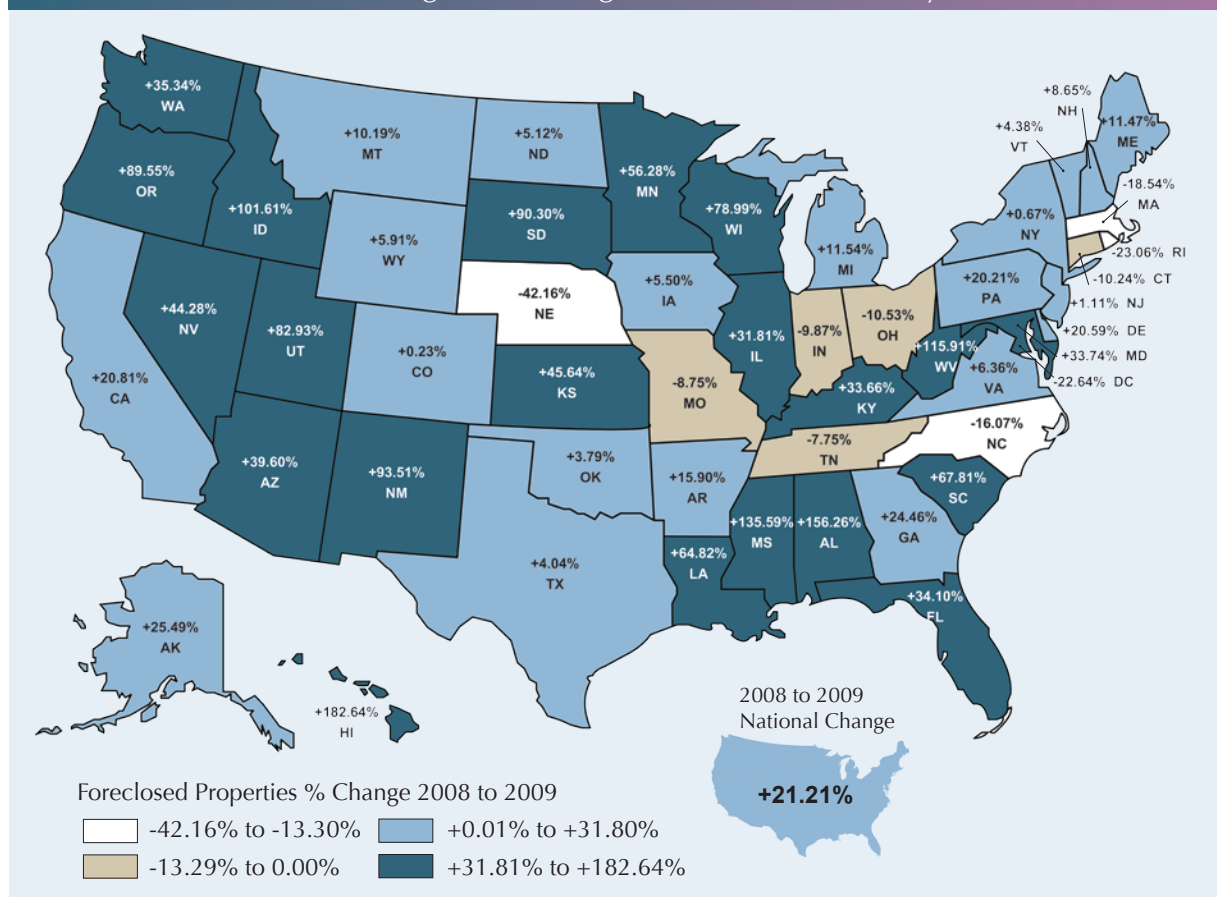 +35.34%
WA
+10.19%
MT
+5.12%
ND
+56.28%
MN
+8.65%
NH
+4.38%
VT
+11.47%
ME
+89.55%
OR
+101.61%
ID
+90.30%
SD
+78.99%
WI
-18.54%
MA
+0.67%
NY
+5.91%
WY
+11.54%
MI
-23.06% RI
-10.24% CT
+5.50%
IA
+20.21%
PA
+1.11% NJ
+44.28%
NV
-42.16%
NE
-9.87%
IN
-10.53%
OH
+20.59% DE
+82.93%
UT
+31.81%
IL
+115.91%
WV
+33.74% MD
+0.23%
CO
+6.36%
VA
-22.64% DC
+20.81%
CA
+45.64%
KS
-8.75%
MO
+33.66%
KY
-16.07%
NC
-7.75%
TN
+39.60%
AZ
+93.51%
NM
+3.79%
OK
+15.90%
AR
+67.81%
SC
+135.59%
MS
+156.26%
AL
+24.46%
GA
+64.82%
LA
+4.04%
TX
+34.10%
FL
+25.49%
AK
+182.64%
HI
2008 to 2009
National Change
+21.21%
Foreclosed Properties % Change 2008 to 2009
-42.16% to -13.30%
+0.01% to +31.80%
-13.29% to 0.00%
+31.81% to +182.64%